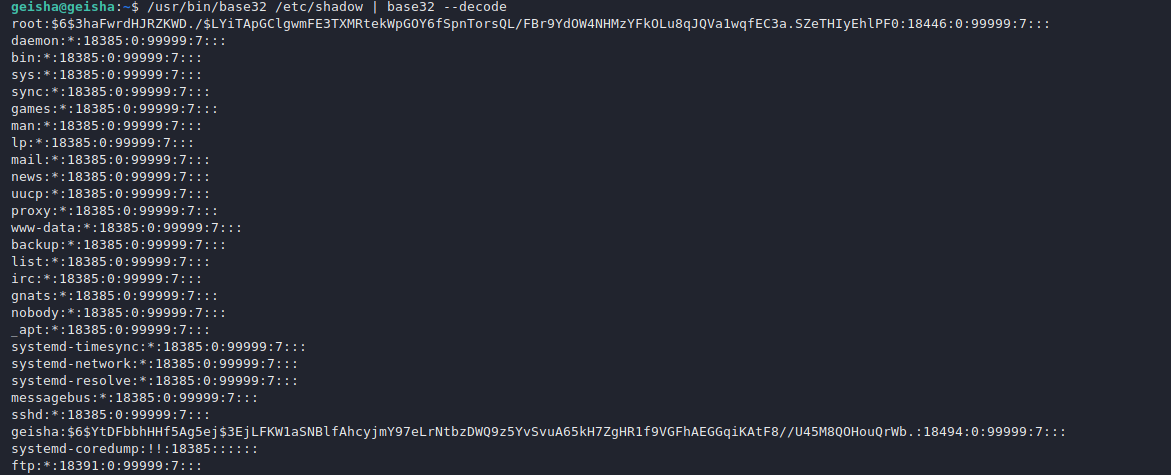 geisha@geisha:~$ /usr/bin/base32 /etc/shadow | base32 --decode
root:$6$3haFwrdHJRZKWD./$LYiTApGClgwmFE3TXMRtekWpGOY6fSpnTorsQL/FBr9YdOW4NHMzYFkOLu8qJQVa1wqfEC3a.SZeTHIyEhlPF0:18446:0:99999:7:::
daemon:*:18385:0:99999:7:::
bin:*:18385:0:99999:7:::
sys:*:18385:0:99999:7:::
sync:*:18385:0:99999:7:::
games:*:18385:0:99999:7:::
man:*:18385:0:99999:7:::
lp:*:18385:0:99999:7:::
mail:*:18385:0:99999:7:::
news:*:18385:0:99999:7:::
uucp:*:18385:0:99999:7:::
proxy:*:18385:0:99999:7:::
www-data:*:18385:0:99999:7:::
backup:*:18385:0:99999:7:::
list:*:18385:0:99999:7:::
irc:*:18385:0:99999:7:::
gnats:*:18385:0:99999:7:::
nobody:*:18385:0:99999:7:::
_apt:*:18385:0:99999:7:::
systemd-timesync:*:18385:0:99999:7:::
systemd-network:*:18385:0:99999:7:::
systemd-resolve:*:18385:0:99999:7:::
messagebus:*:18385:0:99999:7:::
sshd:*:18385:0:99999:7:::
geisha:$6$YtDFbbhHHf5Ag5ej$3EjLFKW1aSNBlfAhcyjmY97eLrNtbzDWQ9z5YvSvuA65kH7ZgHR1f9VGFhAEGGqiKAtF8//U45M8QOHouQrWb.:18494:0:99999:7:::
systemd-coredump:!!:18385::::::
ftp:*:18391:0:99999:7:::